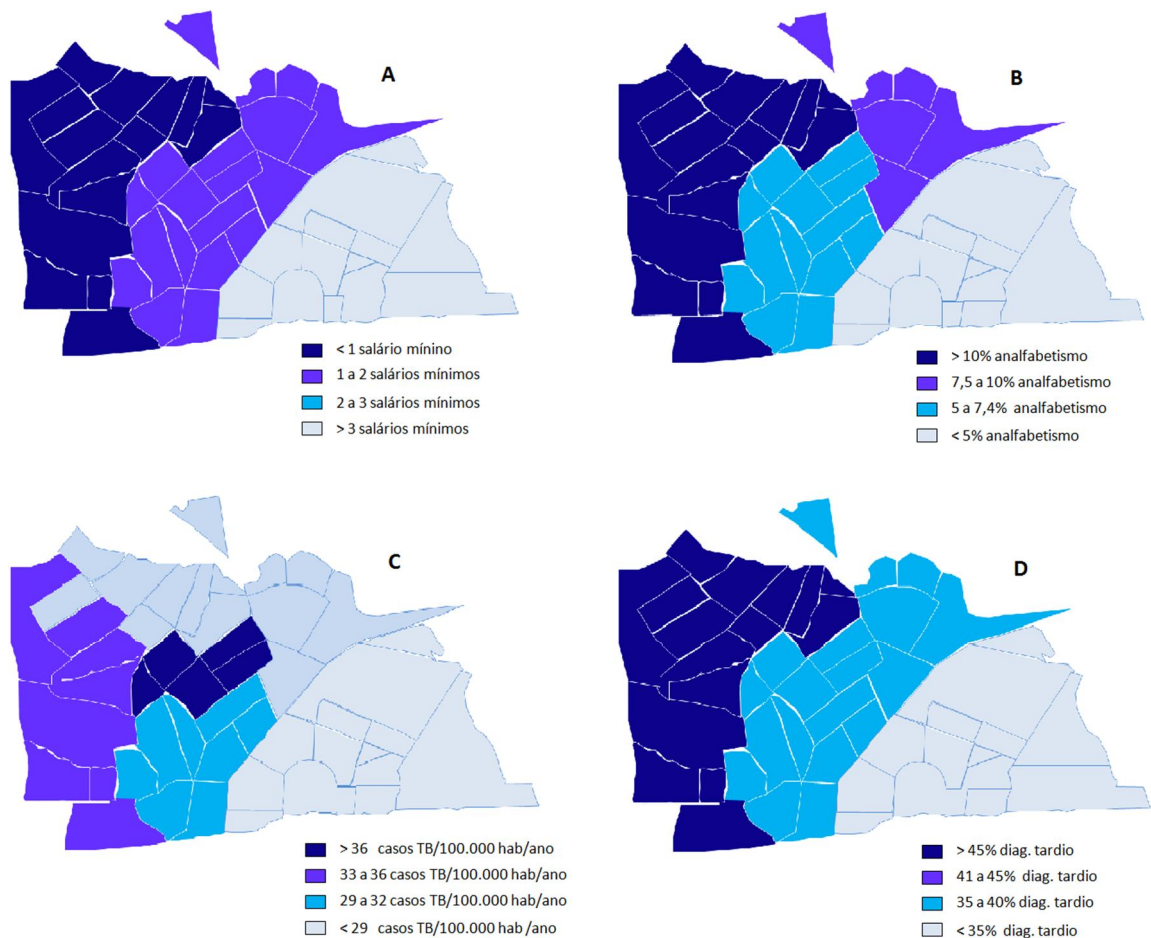 A
< 1 salário mínino
1 a 2 salários mínimos
2 a 3 salários mínimos
> 3 salários mínimos
B
> 10% analfabetismo
7,5 a 10% analfabetismo
5 a 7,4% analfabetismo
< 5% analfabetismo
C
> 36 casos TB/100.000 hab/ano
33 a 36 casos TB/100.000 hab/ano
29 a 32 casos TB/100.000 hab/ano
< 29 casos TB/100.000 hab/ano
D
> 45% diag. tardio
41 a 45% diag. tardio
35 a 40% diag. tardio
< 35% diag. tardio